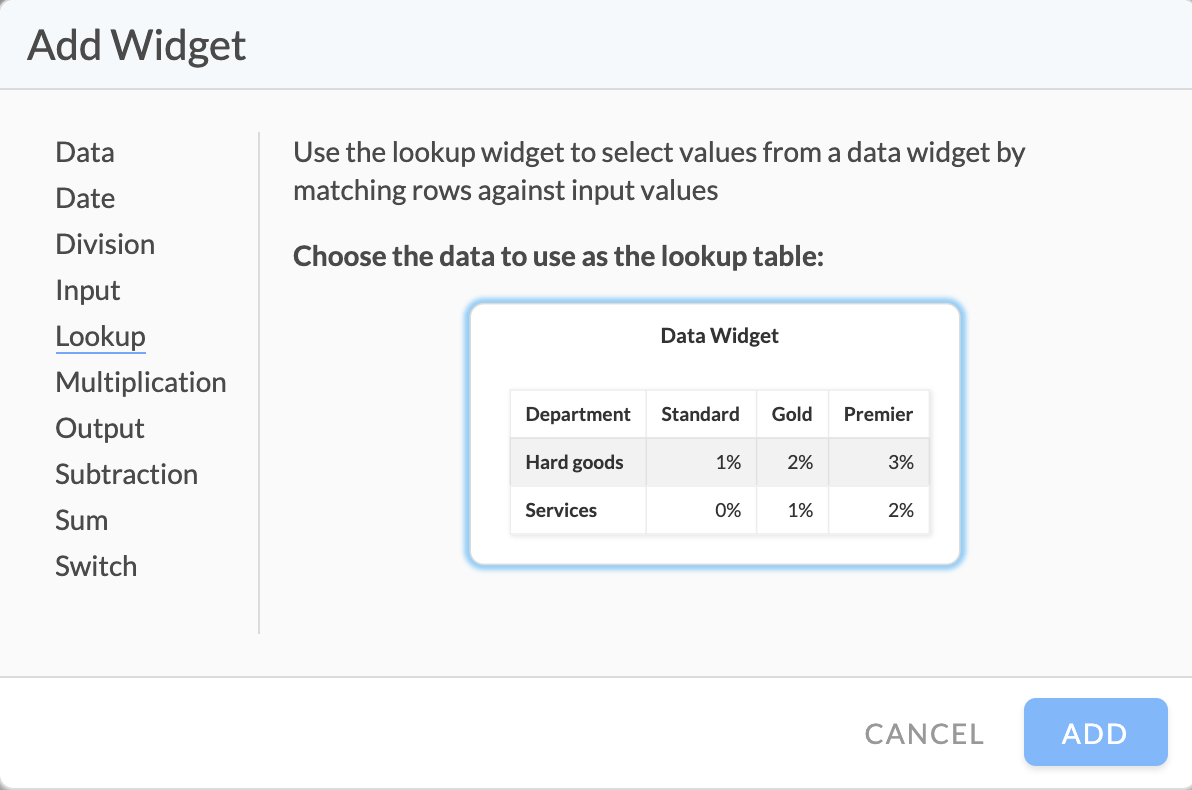 Add Widget
Data
Date
Division
Input
Lookup
Multiplication
Output
Subtraction
Sum
Switch
Use the lookup widget to select values from a data widget by
matching rows against input values
Choose the data to use as the lookup table:
Data Widget
Department Standard Gold Premier
Hard goods 1% 2% 3%
Services 0% 1% 2%
CANCEL ADD